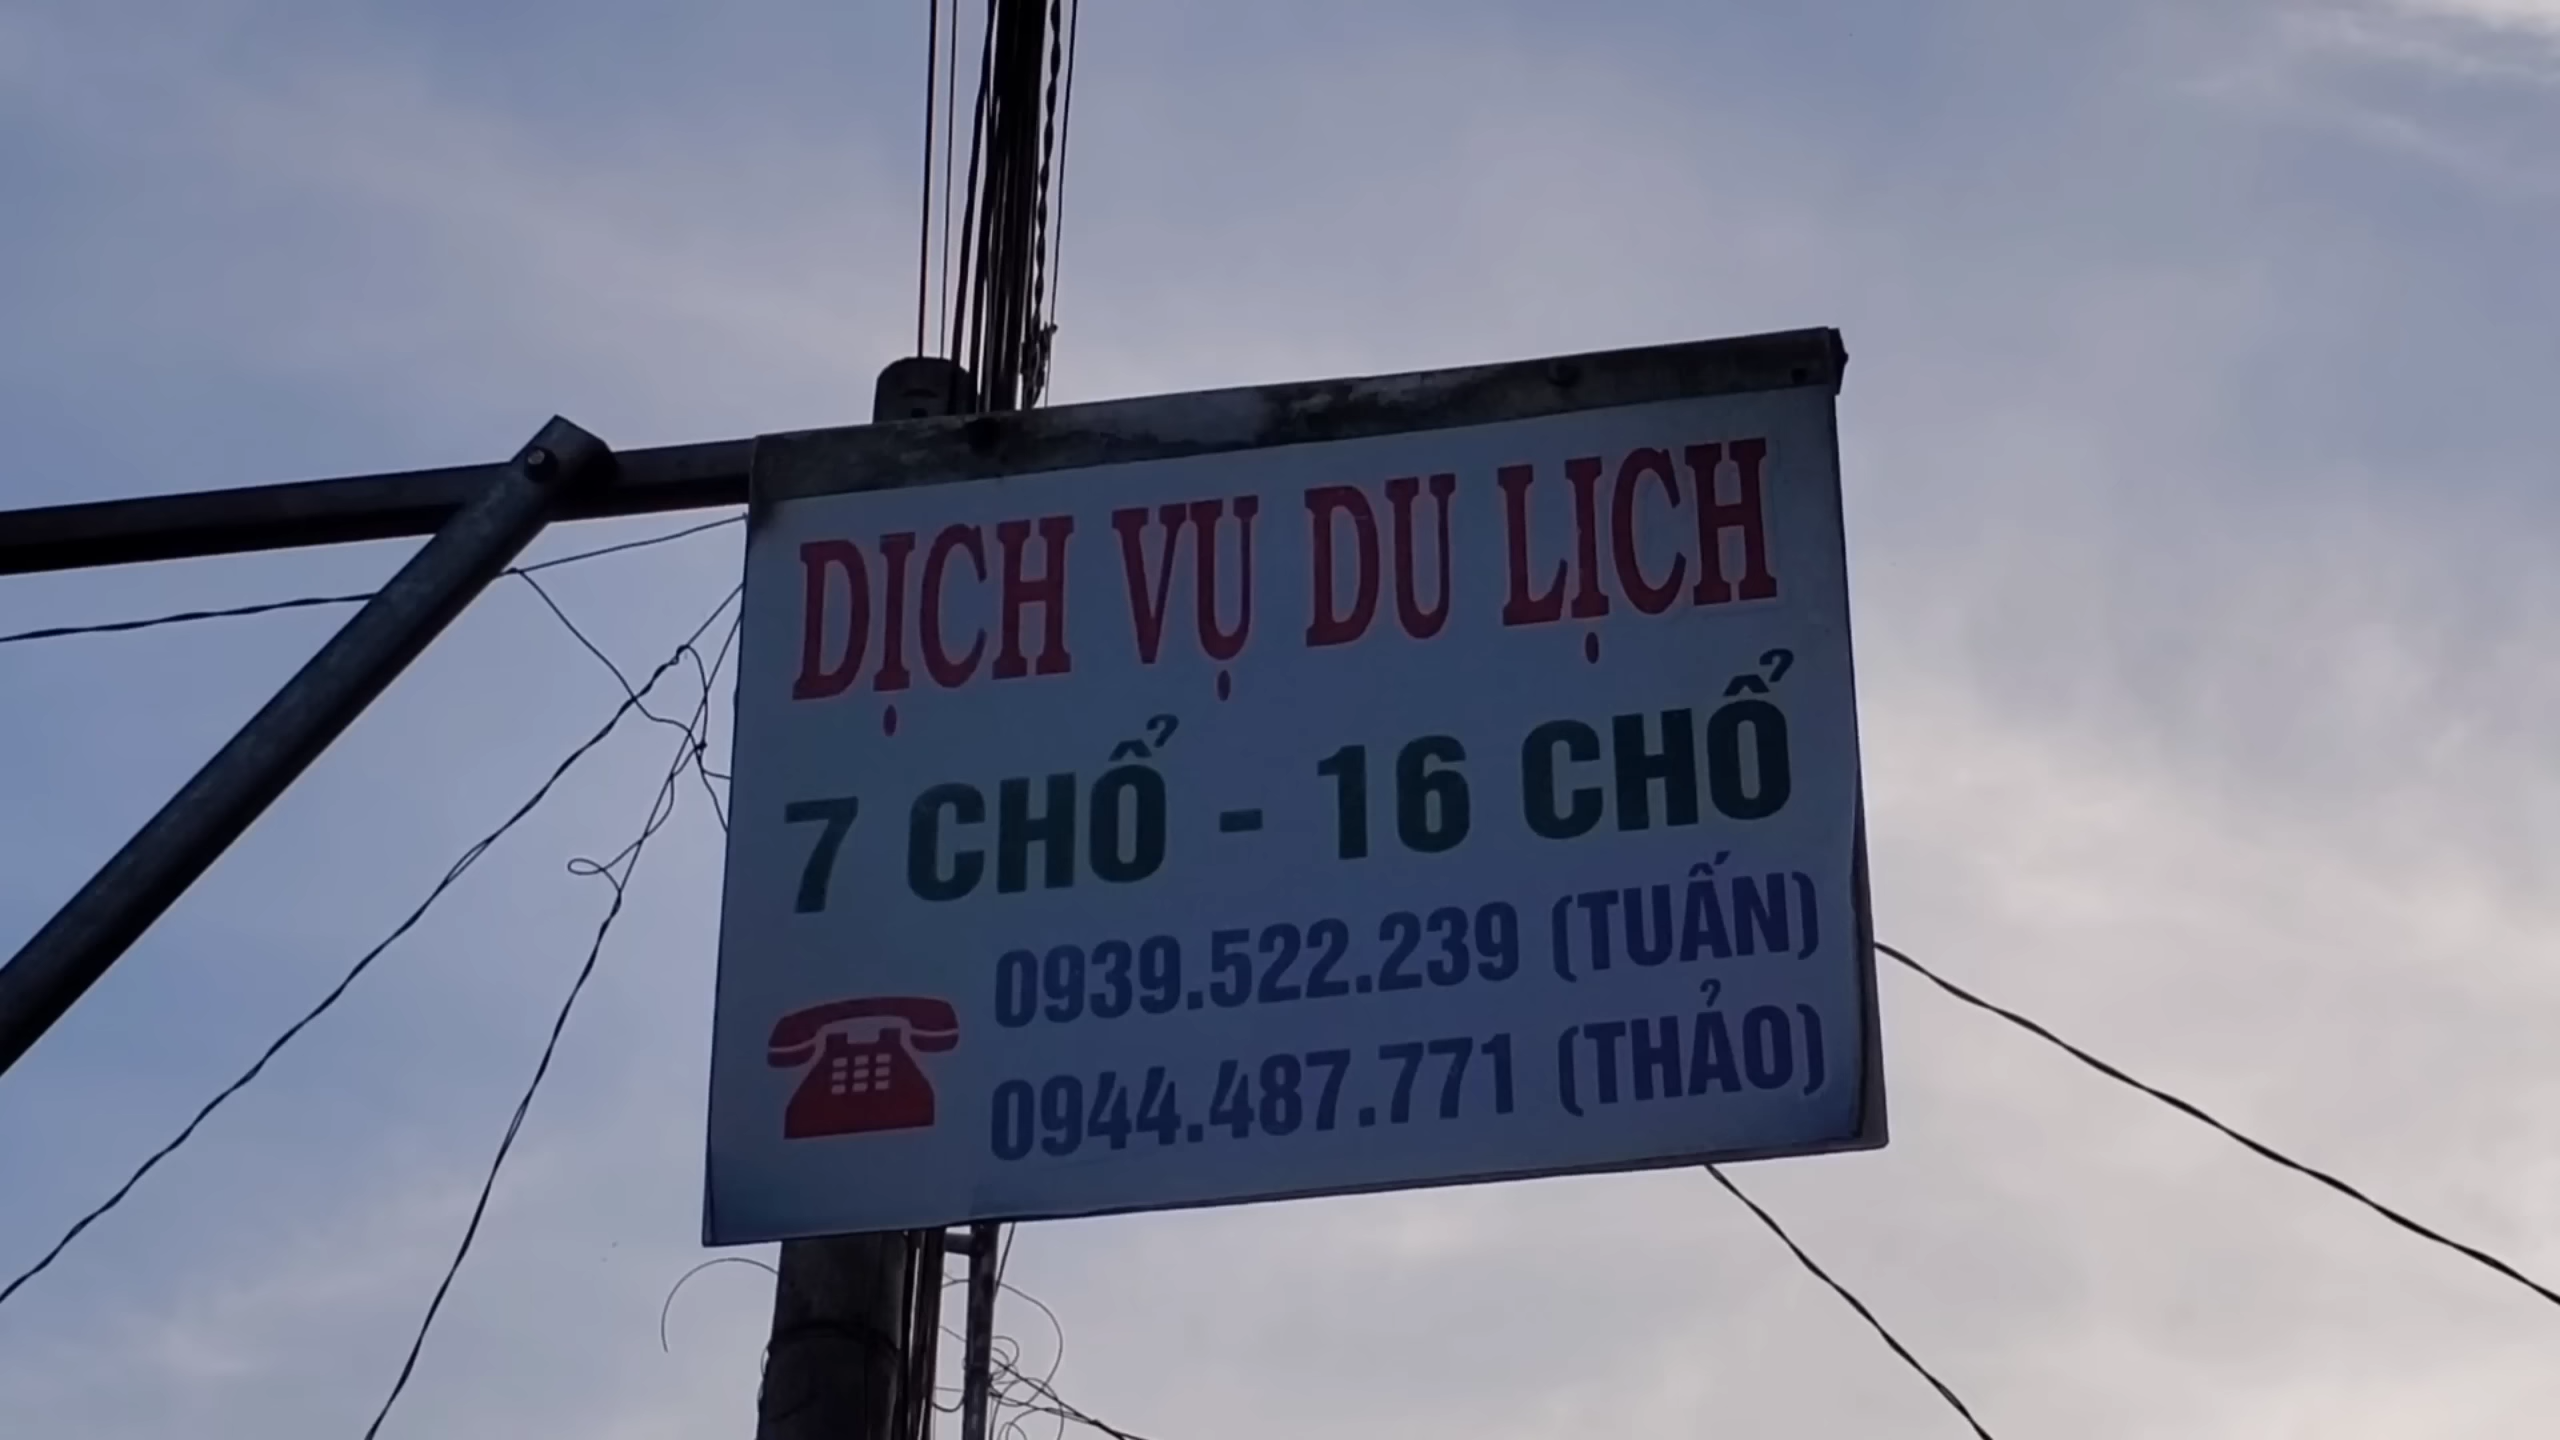 DỊCH VỤ DU LỊCH
7 CHỔ - 16 CHỔ
0939.522.239 (TUẤN)
0944.487.771 (THẢO)